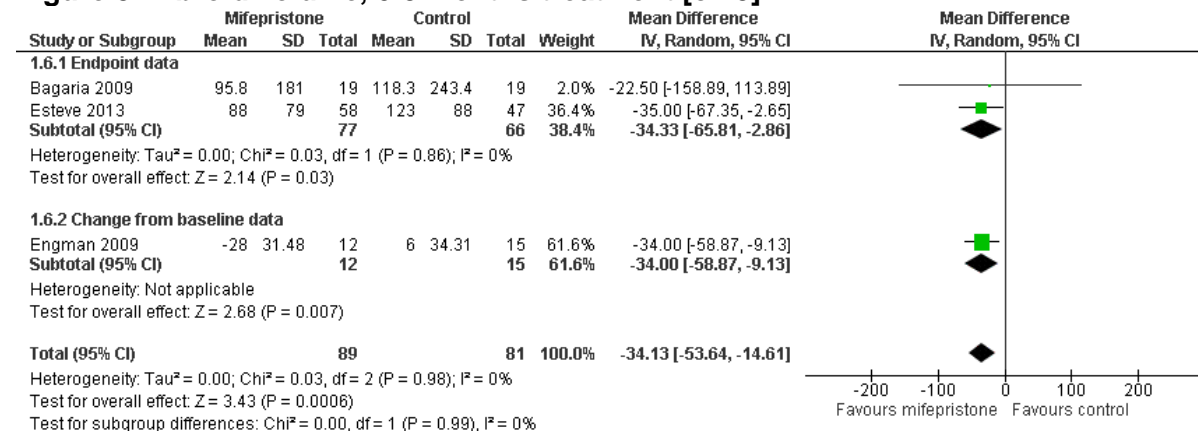 Mifepristone Control Mean Difference Mean Difference
Study or Subgroup Mean SD Total Mean SD Total Weight IV, Random, 95% CI IV, Random, 95% CI
1.6.1 Endpoint data
Bagaria 2009 95.8 181 19 118.3 243.4 19 2.0% -22.50 [-158.89, 113.89]
Esteve 2013 88 79 58 123 88 47 36.4% -35.00 [-67.35, -2.65]
Subtotal (95% CI) 77 66 38.4% -34.33 [-65.81, -2.86]
Heterogeneity: Tau² = 0.00; Chi² = 0.03, df = 1 (P = 0.86); I² = 0%
Test for overall effect: Z = 2.14 (P = 0.03)
1.6.2 Change from baseline data
Engman 2009 -28 31.48 12 6 34.31 15 61.6% -34.00 [-58.87, -9.13]
Subtotal (95% CI) 12 15 61.6% -34.00 [-58.87, -9.13]
Heterogeneity: Not applicable
Test for overall effect: Z = 2.68 (P = 0.007)
Total (95% CI) 89 81 100.0% -34.13 [-53.64, -14.61]
Heterogeneity: Tau² = 0.00; Chi² = 0.03, df = 2 (P = 0.98); I² = 0%
Test for overall effect: Z = 3.43 (P = 0.0006)
Test for subgroup differences: Chi² = 0.00, df = 1 (P = 0.99), I² = 0%
-200 -100 0 100 200
Favours mifepristone Favours control